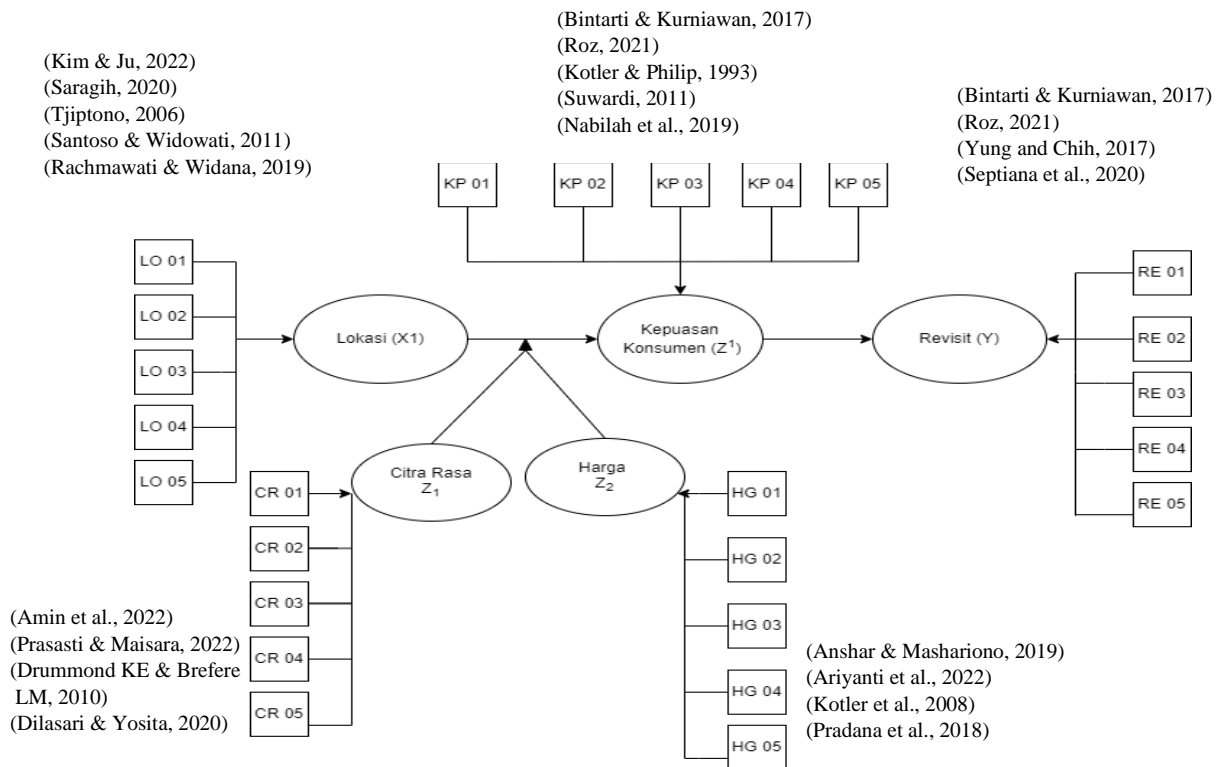 (Bintarti & Kurniawan, 2017)
(Roz, 2021)
(Kotler & Philip, 1993)
(Suwardi, 2011)
(Nabilah et al., 2019)
(Kim & Ju, 2022)
(Saragih, 2020)
(Tjiptono, 2006)
(Santoso & Widowati, 2011)
(Rachmawati & Widana, 2019)
(Bintarti & Kurniawan, 2017)
(Roz, 2021)
(Yung and Chih, 2017)
(Septiana et al., 2020)
KP 01
KP 02
KP 03
KP 04
KP 05
LO 01
LO 02
LO 03
LO 04
LO 05
Lokasi (X1)
Kepuasan
Konsumen (Z¹)
Revisit (Y)
RE 01
RE 02
RE 03
RE 04
RE 05
Citra Rasa
Z₁
Harga
Z₂
CR 01
CR 02
CR 03
CR 04
CR 05
HG 01
HG 02
HG 03
HG 04
HG 05
(Amin et al., 2022)
(Prasasti & Maisara, 2022)
(Drummond KE & Brefere
LM, 2010)
(Dilasari & Yosita, 2020)
(Anshar & Mashariono, 2019)
(Ariyanti et al., 2022)
(Kotler et al., 2008)
(Pradana et al., 2018)